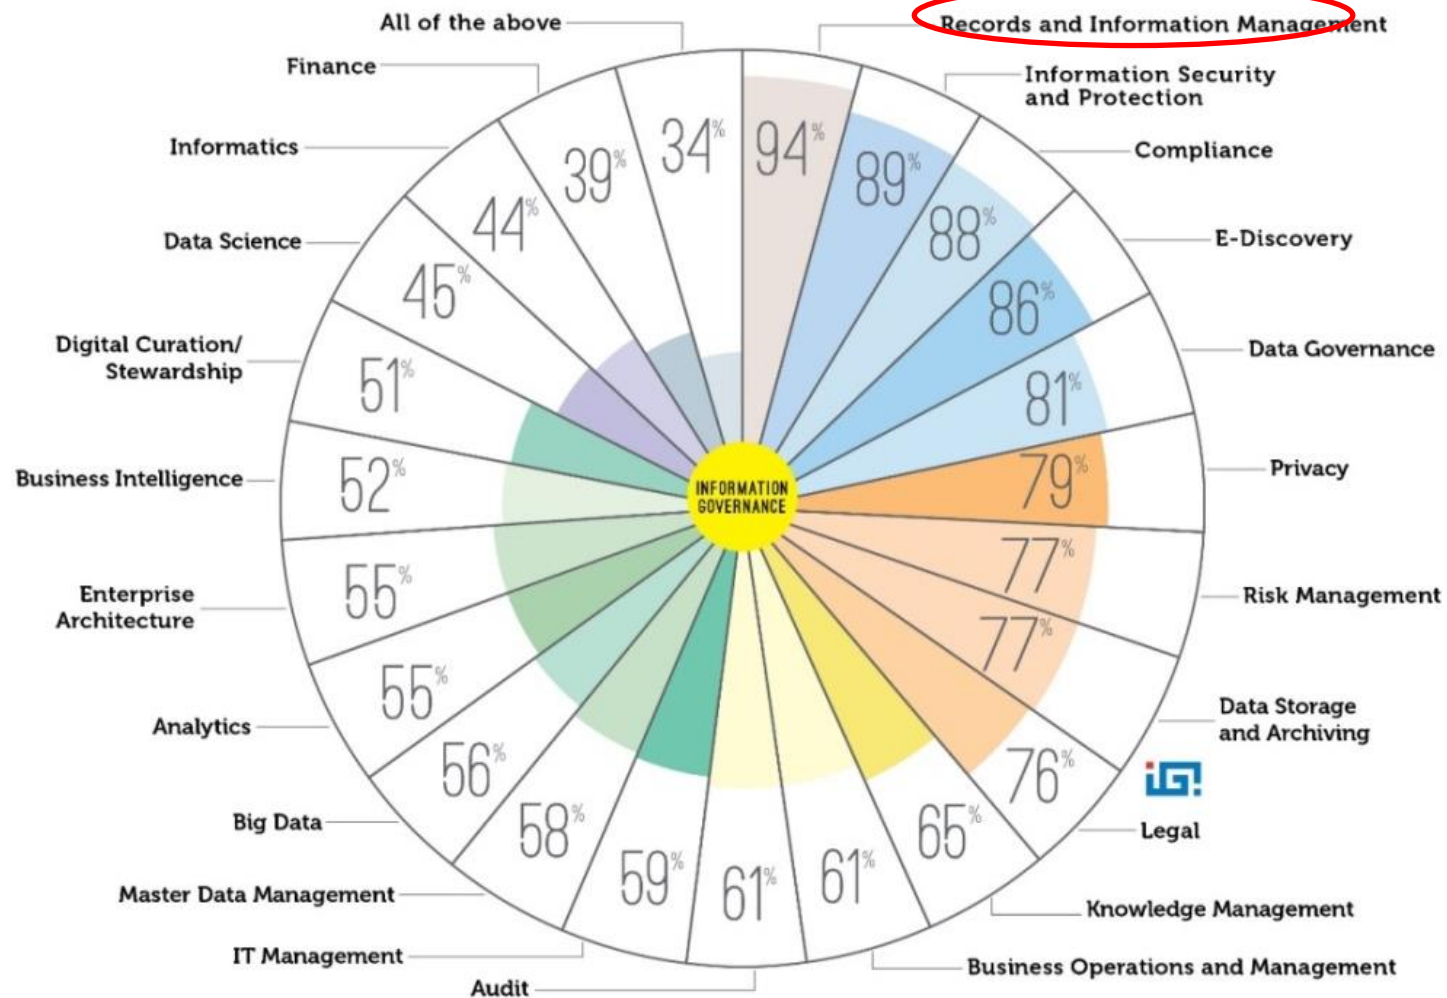 All of the above
Records and Information Management
Finance
Information Security
and Protection
Informatics
Compliance
Data Science
E-Discovery
Digital Curation/
Stewardship
Data Governance
Business Intelligence
Privacy
Enterprise
Architecture
Risk Management
Analytics
Data Storage
and Archiving
iG!
Big Data
Legal
Master Data Management
Knowledge Management
IT Management
Business Operations and Management
Audit
94%
89%
88%
86%
81%
79%
77%
77%
76%
65%
61%
61%
59%
58%
56%
55%
55%
52%
51%
45%
44%
39%
34%
INFORMATION
GOVERNANCE